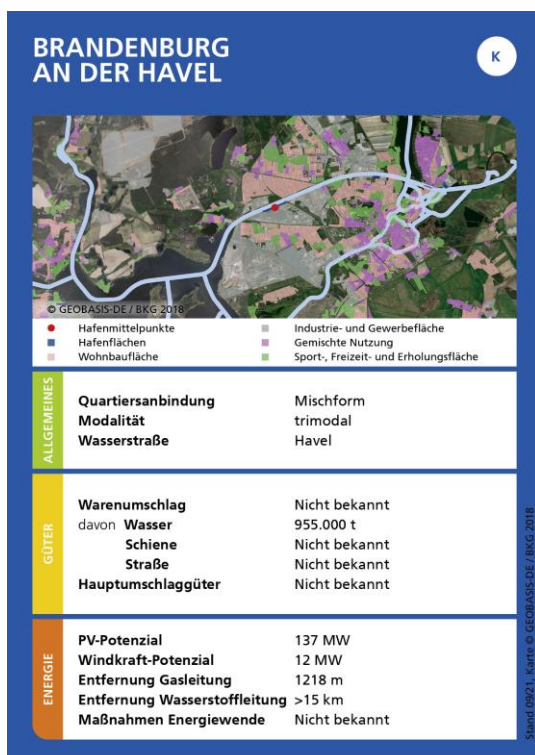 BRANDENBURG
AN DER HAVEL
K
© GEOBASIS-DE / BKG 2018
Hafenmittelpunkte
Hafenflächen
Wohnbaufläche
Industrie- und Gewerbefläche
Gemischte Nutzung
Sport-, Freizeit- und Erholungsfläche
ALLGEMEINES
Quartiersanbindung Mischform
Modalität trimodal
Wasserstraße Havel
GÜTER
Warenumschlag Nicht bekannt
davon Wasser 955.000 t
Schiene Nicht bekannt
Straße Nicht bekannt
Hauptumschlaggüter Nicht bekannt
ENERGIE
PV-Potenzial 137 MW
Windkraft-Potenzial 12 MW
Entfernung Gasleitung 1218 m
Entfernung Wasserstoffleitung >15 km
Maßnahmen Energiewende Nicht bekannt
Stand 09/21, Karte © GEOBASIS-DE / BKG 2018